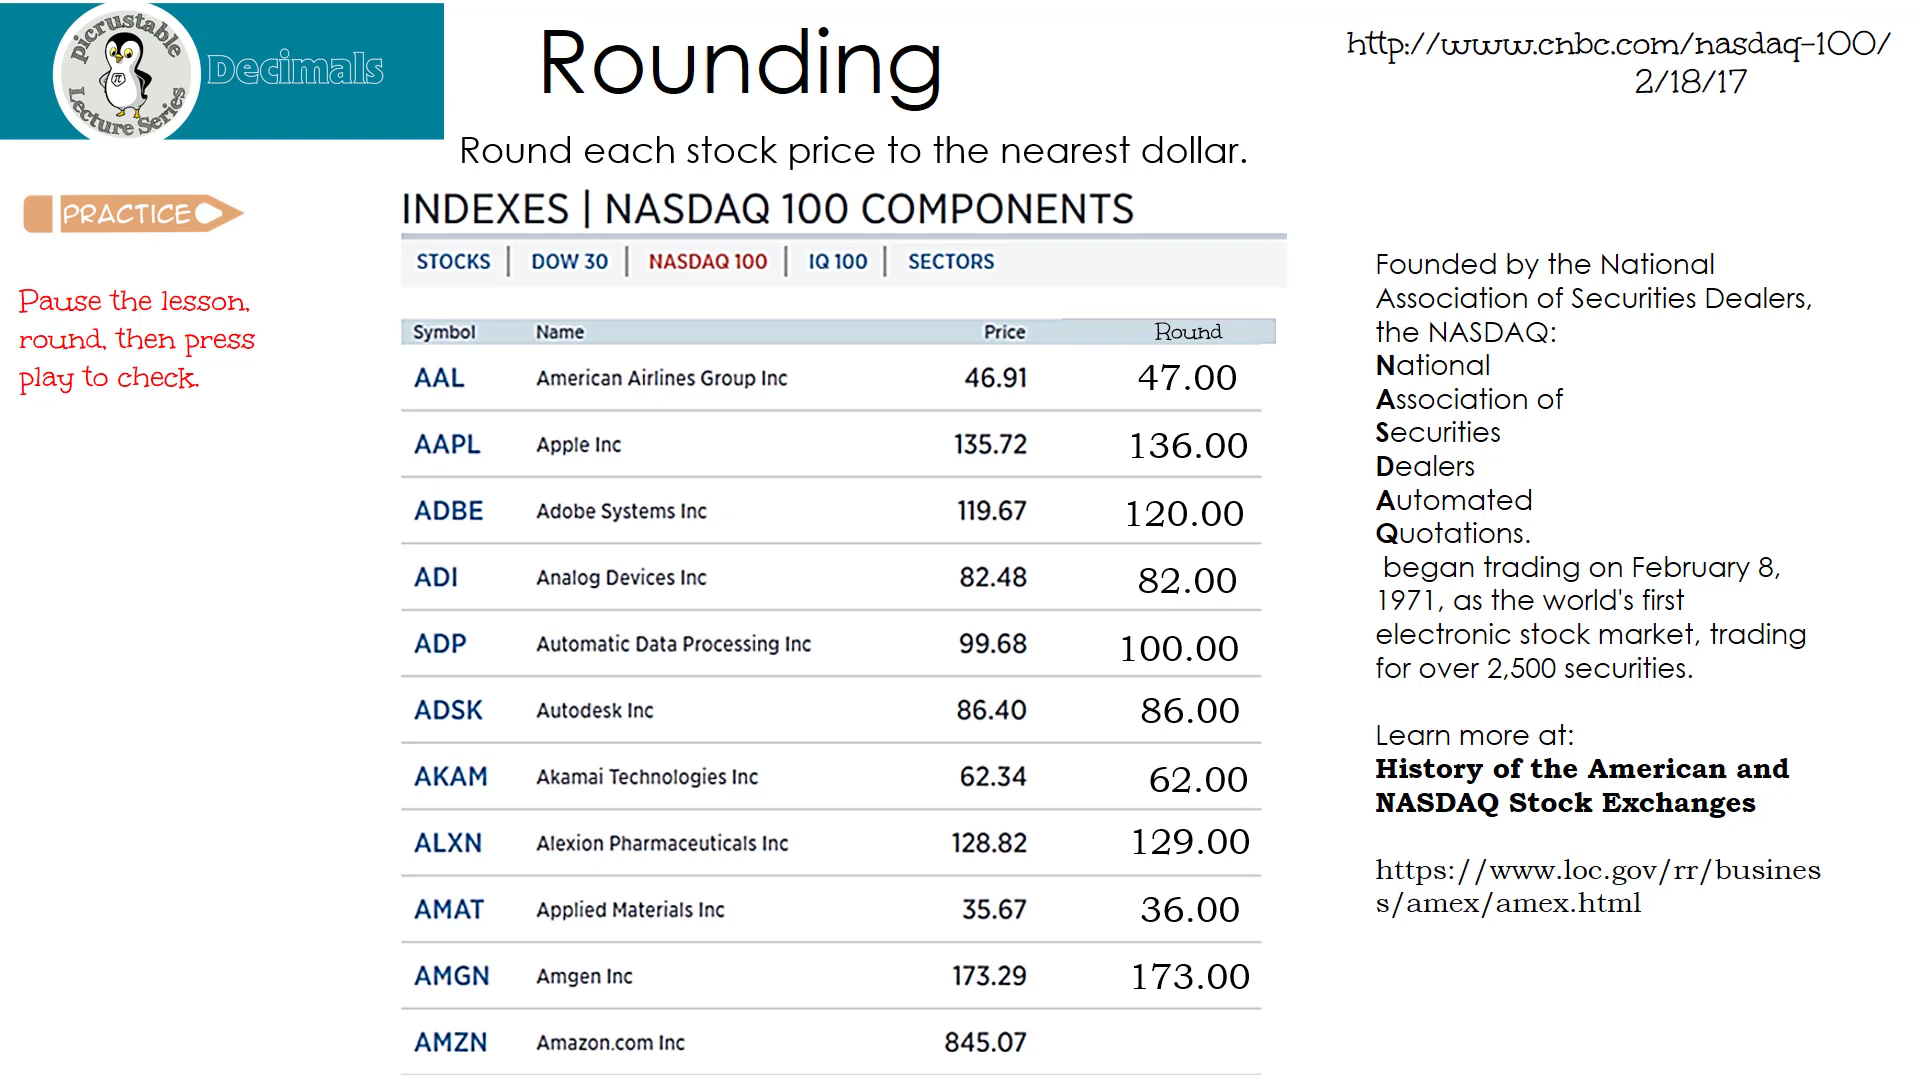 picrustable
Lecture Series
π
Decimals
Rounding
http://www.cnbc.com/nasdaq-100/
2/18/17
Round each stock price to the nearest dollar.
PRACTICE
Pause the lesson,
round, then press
play to check.
INDEXES | NASDAQ 100 COMPONENTS
STOCKS | DOW 30 | NASDAQ 100 | IQ 100 | SECTORS
Symbol Name Price Round
AAL American Airlines Group Inc 46.91 47.00
AAPL Apple Inc 135.72 136.00
ADBE Adobe Systems Inc 119.67 120.00
ADI Analog Devices Inc 82.48 82.00
ADP Automatic Data Processing Inc 99.68 100.00
ADSK Autodesk Inc 86.40 86.00
AKAM Akamai Technologies Inc 62.34 62.00
ALXN Alexion Pharmaceuticals Inc 128.82 129.00
AMAT Applied Materials Inc 35.67 36.00
AMGN Amgen Inc 173.29 173.00
AMZN Amazon.com Inc 845.07
Founded by the National
Association of Securities Dealers,
the NASDAQ:
National
Association of
Securities
Dealers
Automated
Quotations.
began trading on February 8,
1971, as the world's first
electronic stock market, trading
for over 2,500 securities.
Learn more at:
History of the American and
NASDAQ Stock Exchanges
https://www.loc.gov/rr/busines
s/amex/amex.html